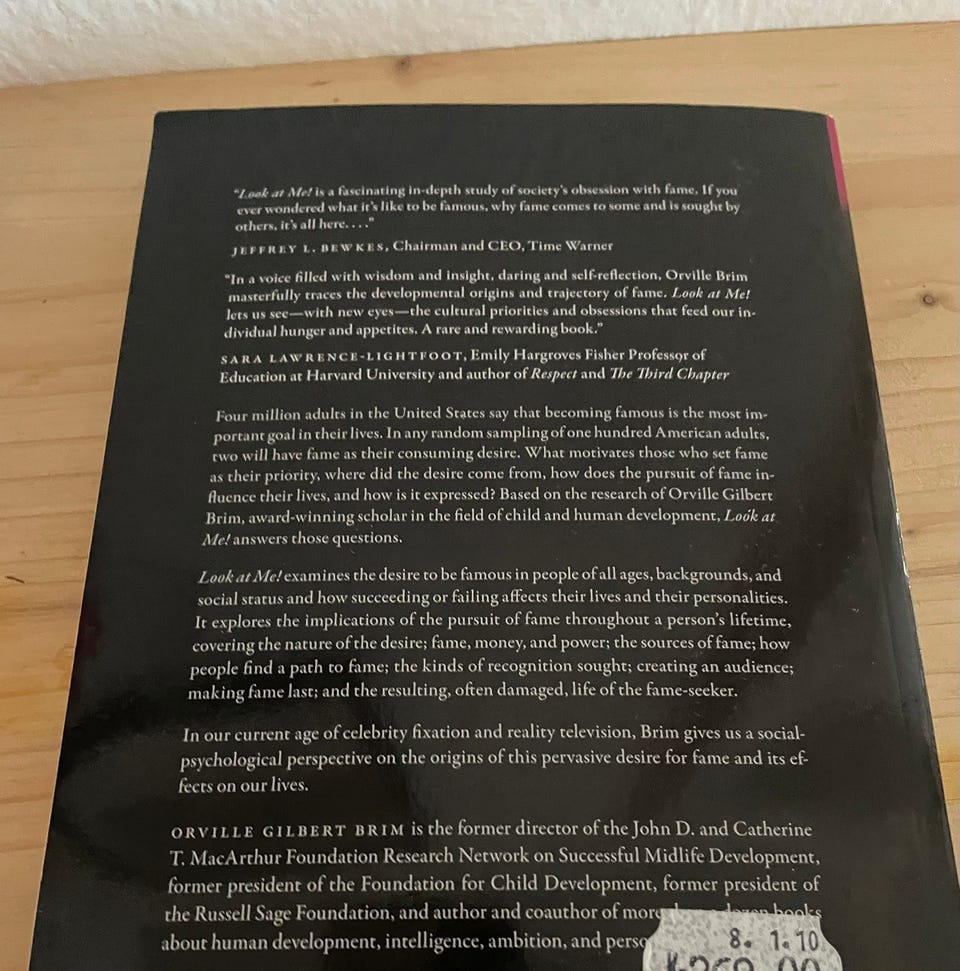 “Look at Me! is a fascinating in-depth study of society’s obsession with fame. If you
ever wondered what it’s like to be famous, why fame comes to some and is sought by
others, it’s all here. . . .”
JEFFREY L. BEWKES, Chairman and CEO, Time Warner
“In a voice filled with wisdom and insight, daring and self-reflection, Orville Brim
masterfully traces the developmental origins and trajectory of fame. Look at Me!
lets us see—with new eyes—the cultural priorities and obsessions that feed our in-
dividual hunger and appetites. A rare and rewarding book.”
SARA LAWRENCE-LIGHTFOOT, Emily Hargroves Fisher Professor of
Education at Harvard University and author of Respect and The Third Chapter
Four million adults in the United States say that becoming famous is the most im-
portant goal in their lives. In any random sampling of one hundred American adults,
two will have fame as their consuming desire. What motivates those who set fame
as their priority, where did the desire come from, how does the pursuit of fame in-
fluence their lives, and how is it expressed? Based on the research of Orville Gilbert
Brim, award-winning scholar in the field of child and human development, Look at
Me! answers those questions.
Look at Me! examines the desire to be famous in people of all ages, backgrounds, and
social status and how succeeding or failing affects their lives and their personalities.
It explores the implications of the pursuit of fame throughout a person’s lifetime,
covering the nature of the desire; fame, money, and power; the sources of fame; how
people find a path to fame; the kinds of recognition sought; creating an audience;
making fame last; and the resulting, often damaged, life of the fame-seeker.
In our current age of celebrity fixation and reality television, Brim gives us a social-
psychological perspective on the origins of this pervasive desire for fame and its ef-
fects on our lives.
ORVILLE GILBERT BRIM is the former director of the John D. and Catherine
T. MacArthur Foundation Research Network on Successful Midlife Development,
former president of the Foundation for Child Development, former president of
the Russell Sage Foundation, and author and coauthor of more dozen books
about human development, intelligence, ambition, and
8. 1.10